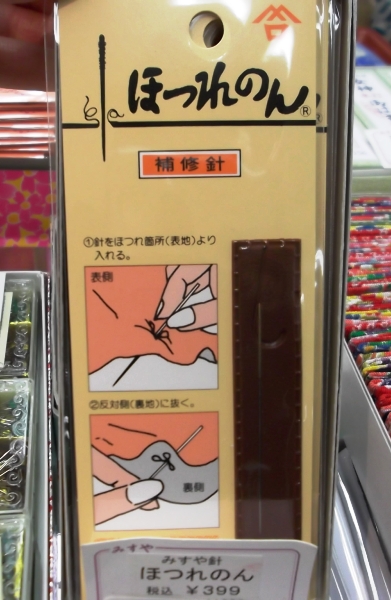 ほつれのん®
補修針
①針をほつれ箇所(表地)より
入れる。
表側
②反対側(裏地)に抜く。
裏側
みすや
みすや針
ほつれのん
税込 ¥399